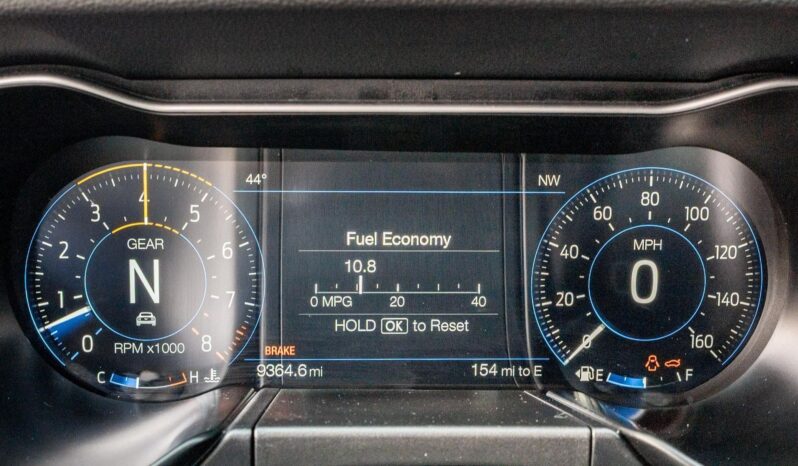 44°
NW
0
1
2
3
4
5
6
7
8
GEAR
N
RPM x1000
C
H
Fuel Economy
10.8
0 MPG 20 40
HOLD OK to Reset
BRAKE
9364.6 mi
154 mi to E
0
20
40
60
80
100
120
140
160
MPH
0
E
F